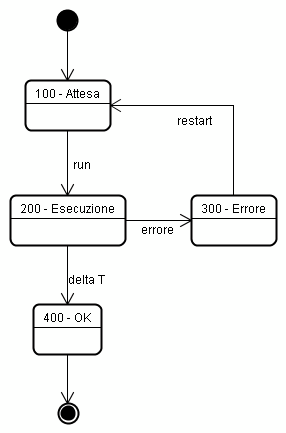 100 - Attesa
restart
run
200 - Esecuzione
300 - Errore
errore
delta T
400 - OK